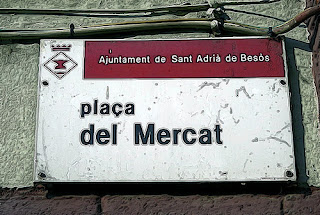 Ajuntament de Sant Adrià de Besòs
plaça
del Mercat